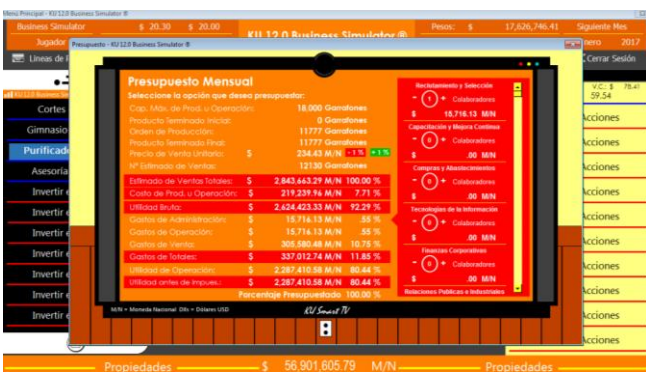 Menú Principal - KU 12.0 Business Simulator ®
Business Simulator $ 20.30 $ 20.00 KU 12.0 Business Simulator ® Pesos: $ 17,626,746.41 Siguiente Mes
Jugador
2017
Presupuesto - KU 12.0 Business Simulator ®
Cerrar Sesión
V.C.: $ 78.41
59.54
Cortes
Gimnasio
Asesoría
Invertir
Invertir
Invertir
Invertir
Invertir
Invertir
Invertir
Presupuesto Mensual
Seleccione la opción que desea presupuestar:
Cap. Máx. de Prod. u Operación: 18,000 Garrafones
Producto Terminado Inicial: 0 Garrafones
Orden de Producción: 11777 Garrafones
Producto Terminado Final: 11777 Garrafones
Precio de Venta Unitario: $ 234.43 M/N -1% +1%
N° Estimado de Ventas: 12130 Garrafones
Estimado de Ventas Totales: $ 2,843,663.29 M/N 100.00 %
Costo de Prod. u Operación: $ 219,239.96 M/N 7.71 %
Utilidad Bruta: $ 2,624,423.33 M/N 92.29 %
Gastos de Administración: $ 15,716.13 M/N .55 %
Gastos de Operación: $ 15,716.13 M/N .55 %
Gastos de Venta: $ 305,580.48 M/N 10.75 %
Gastos de Totales: $ 337,012.74 M/N 11.85 %
Utilidad de Operación: $ 2,287,410.58 M/N 80.44 %
Utilidad antes de Impues.: $ 2,287,410.58 M/N 80.44 %
Porcentaje Presupuestado 100.00 %
Reclutamiento y Selección
- 1 + Colaboradores
$ 15,716.13 M/N
Capacitación y Mejora Continua
- 0 + Colaboradores
$ .00 M/N
Compras y Abastecimientos
- 0 + Colaboradores
$ .00 M/N
Tecnologías de la Información
- 0 + Colaboradores
$ .00 M/N
Finanzas Corporativas
- 0 + Colaboradores
$ .00 M/N
Relaciones Publicas e Industriales
M/N = Moneda Nacional Dlls = Dólares USD
KU Smart TV
Acciones
Acciones
Acciones
Acciones
Acciones
Acciones
Acciones
Acciones
Acciones
Acciones
Acciones
Propiedades $ 56,901,605.79 M/N Propiedades